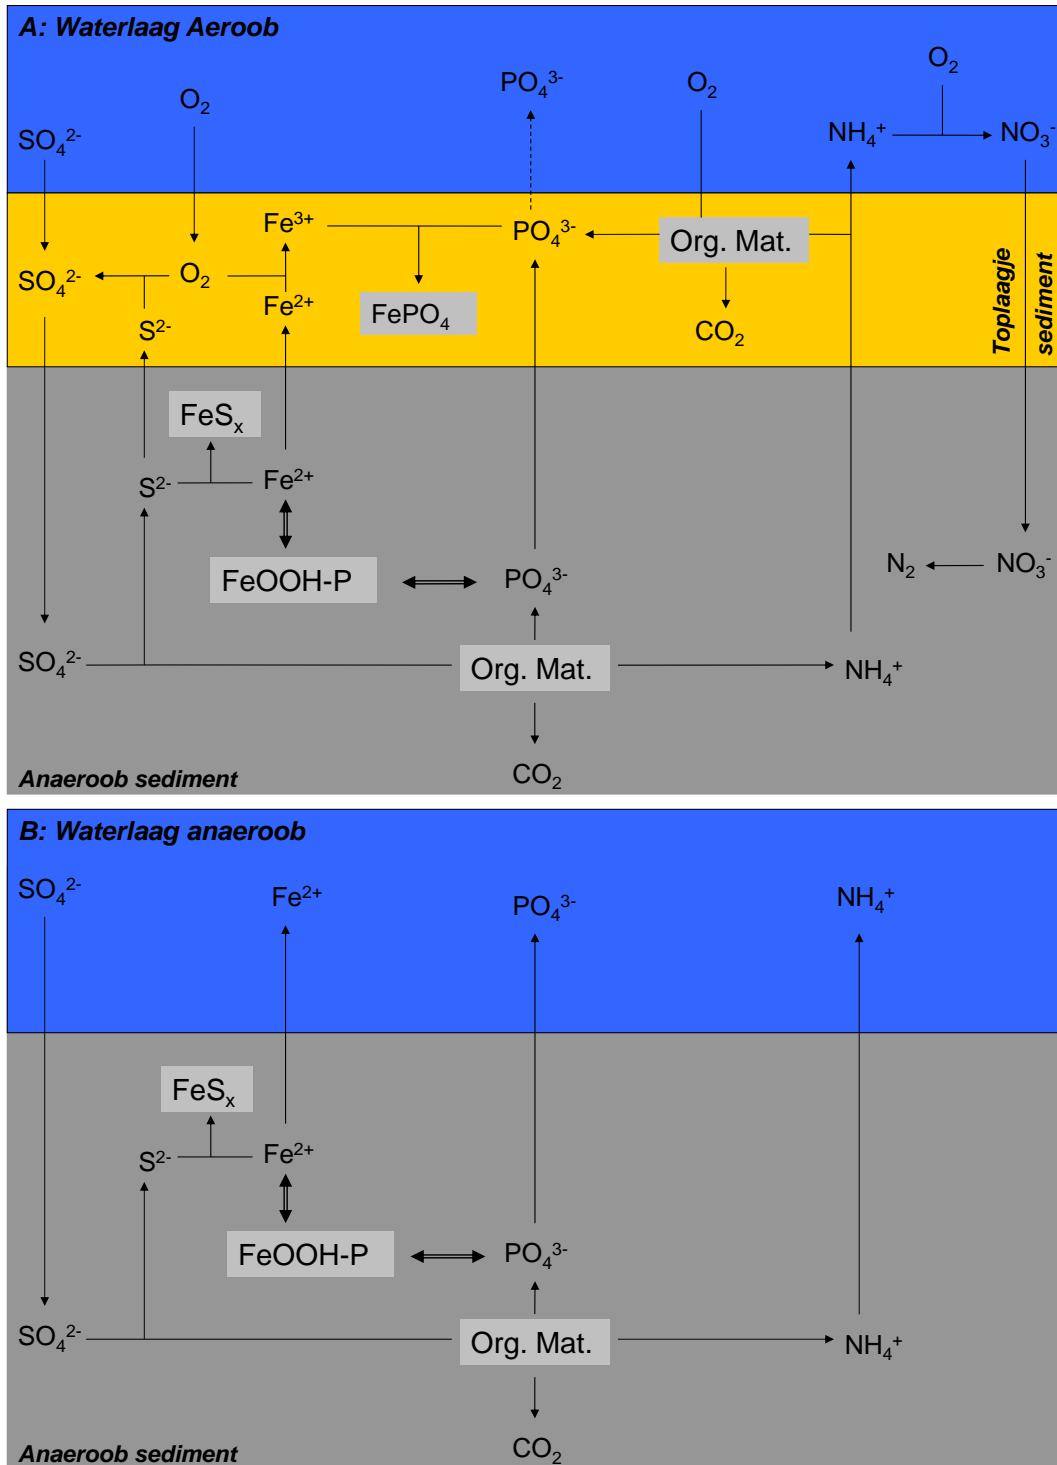 A: Waterlaag Aeroob
O₂
PO₄³⁻
O₂
O₂
SO₄²⁻
NH₄⁺
NO₃⁻
Fe³⁺
PO₄³⁻
Org. Mat.
SO₄²⁻
O₂
Fe²⁺
FePO₄
S²⁻
CO₂
Toplaagje
sediment
FeSₓ
S²⁻
Fe²⁺
FeOOH-P
PO₄³⁻
N₂
NO₃⁻
SO₄²⁻
Org. Mat.
NH₄⁺
CO₂
Anaeroob sediment
B: Waterlaag anaeroob
SO₄²⁻
Fe²⁺
PO₄³⁻
NH₄⁺
FeSₓ
S²⁻
Fe²⁺
FeOOH-P
PO₄³⁻
SO₄²⁻
Org. Mat.
NH₄⁺
CO₂
Anaeroob sediment